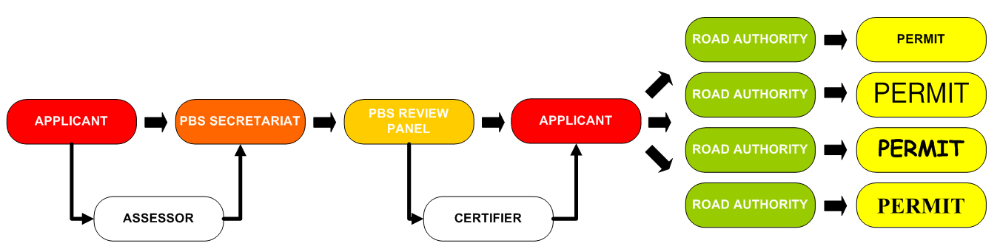 APPLICANT
PBS SECRETARIAT
PBS REVIEW
PANEL
APPLICANT
ASSESSOR
CERTIFIER
ROAD AUTHORITY
PERMIT
ROAD AUTHORITY
PERMIT
ROAD AUTHORITY
PERMIT
ROAD AUTHORITY
PERMIT